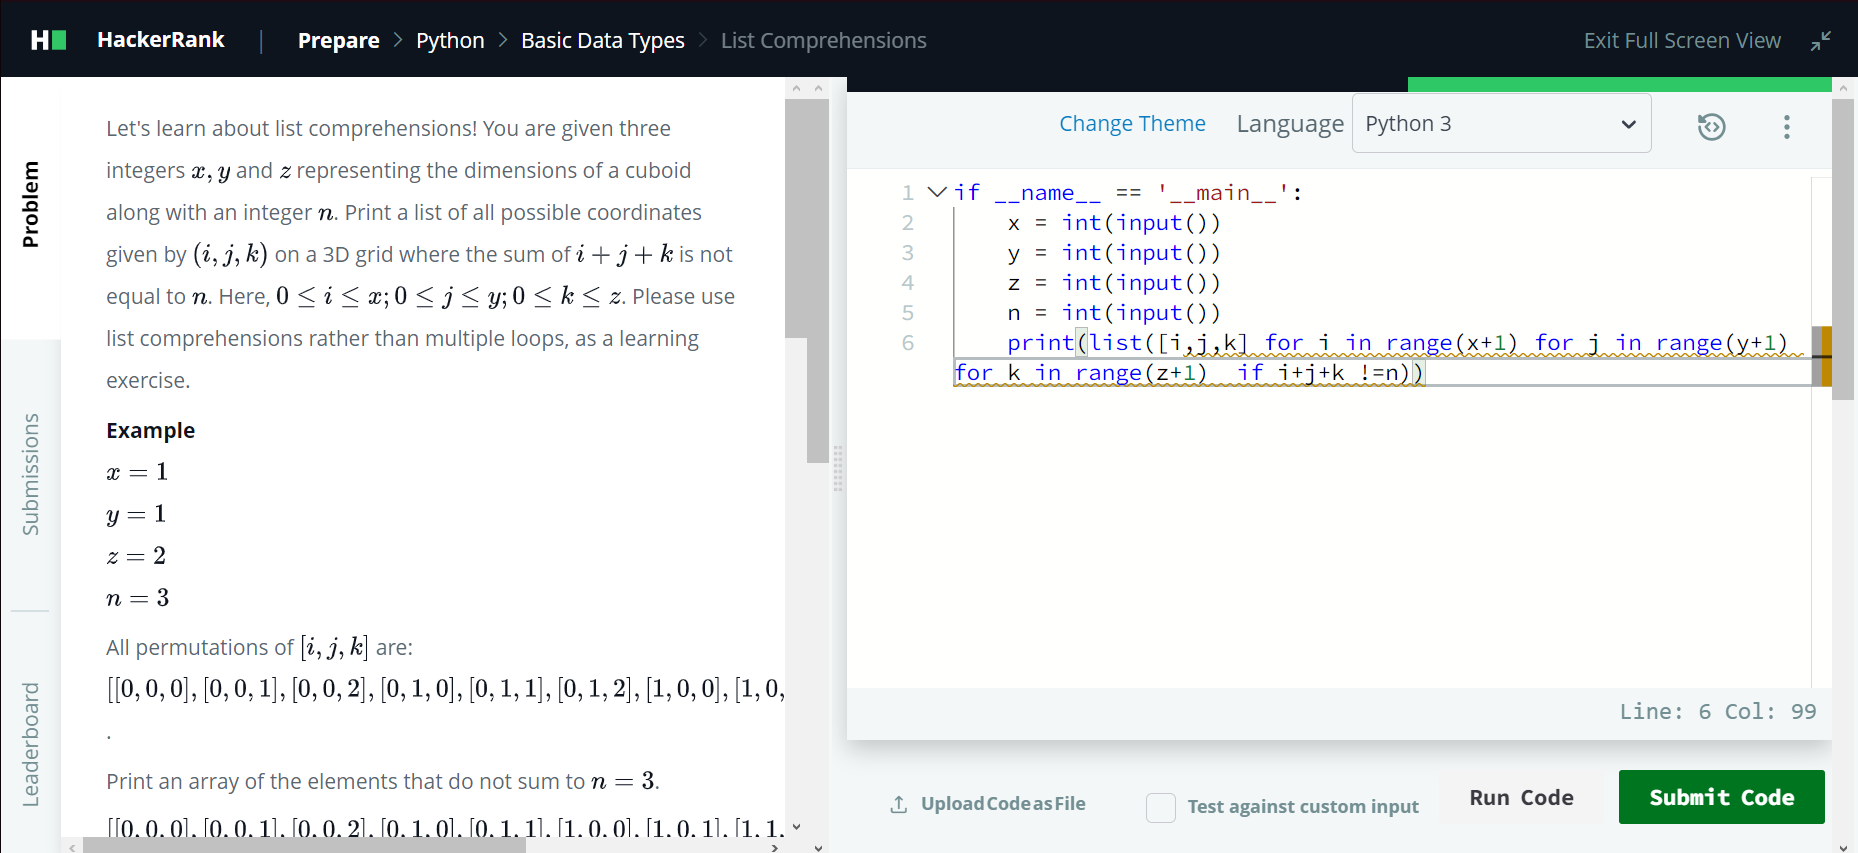 H HackerRank | Prepare > Python > Basic Data Types > List Comprehensions Exit Full Screen View
Problem
Submissions
Leaderboard
Let's learn about list comprehensions! You are given three
integers x, y and z representing the dimensions of a cuboid
along with an integer n. Print a list of all possible coordinates
given by (i, j, k) on a 3D grid where the sum of i + j + k is not
equal to n. Here, 0 ≤ i ≤ x; 0 ≤ j ≤ y; 0 ≤ k ≤ z. Please use
list comprehensions rather than multiple loops, as a learning
exercise.
Example
x = 1
y = 1
z = 2
n = 3
All permutations of [i, j, k] are:
[[0, 0, 0], [0, 0, 1], [0, 0, 2], [0, 1, 0], [0, 1, 1], [0, 1, 2], [1, 0, 0], [1, 0,
.
Print an array of the elements that do not sum to n = 3.
[[0, 0, 0], [0, 0, 1], [0, 0, 2], [0, 1, 0], [0, 1, 1], [1, 0, 0], [1, 0, 1], [1, 1,
Change Theme Language Python 3
1 if __name__ == '__main__':
2 x = int(input())
3 y = int(input())
4 z = int(input())
5 n = int(input())
6 print(list([i,j,k] for i in range(x+1) for j in range(y+1)
for k in range(z+1)  if i+j+k !=n))
Line: 6 Col: 99
Upload Code as File Test against custom input Run Code Submit Code